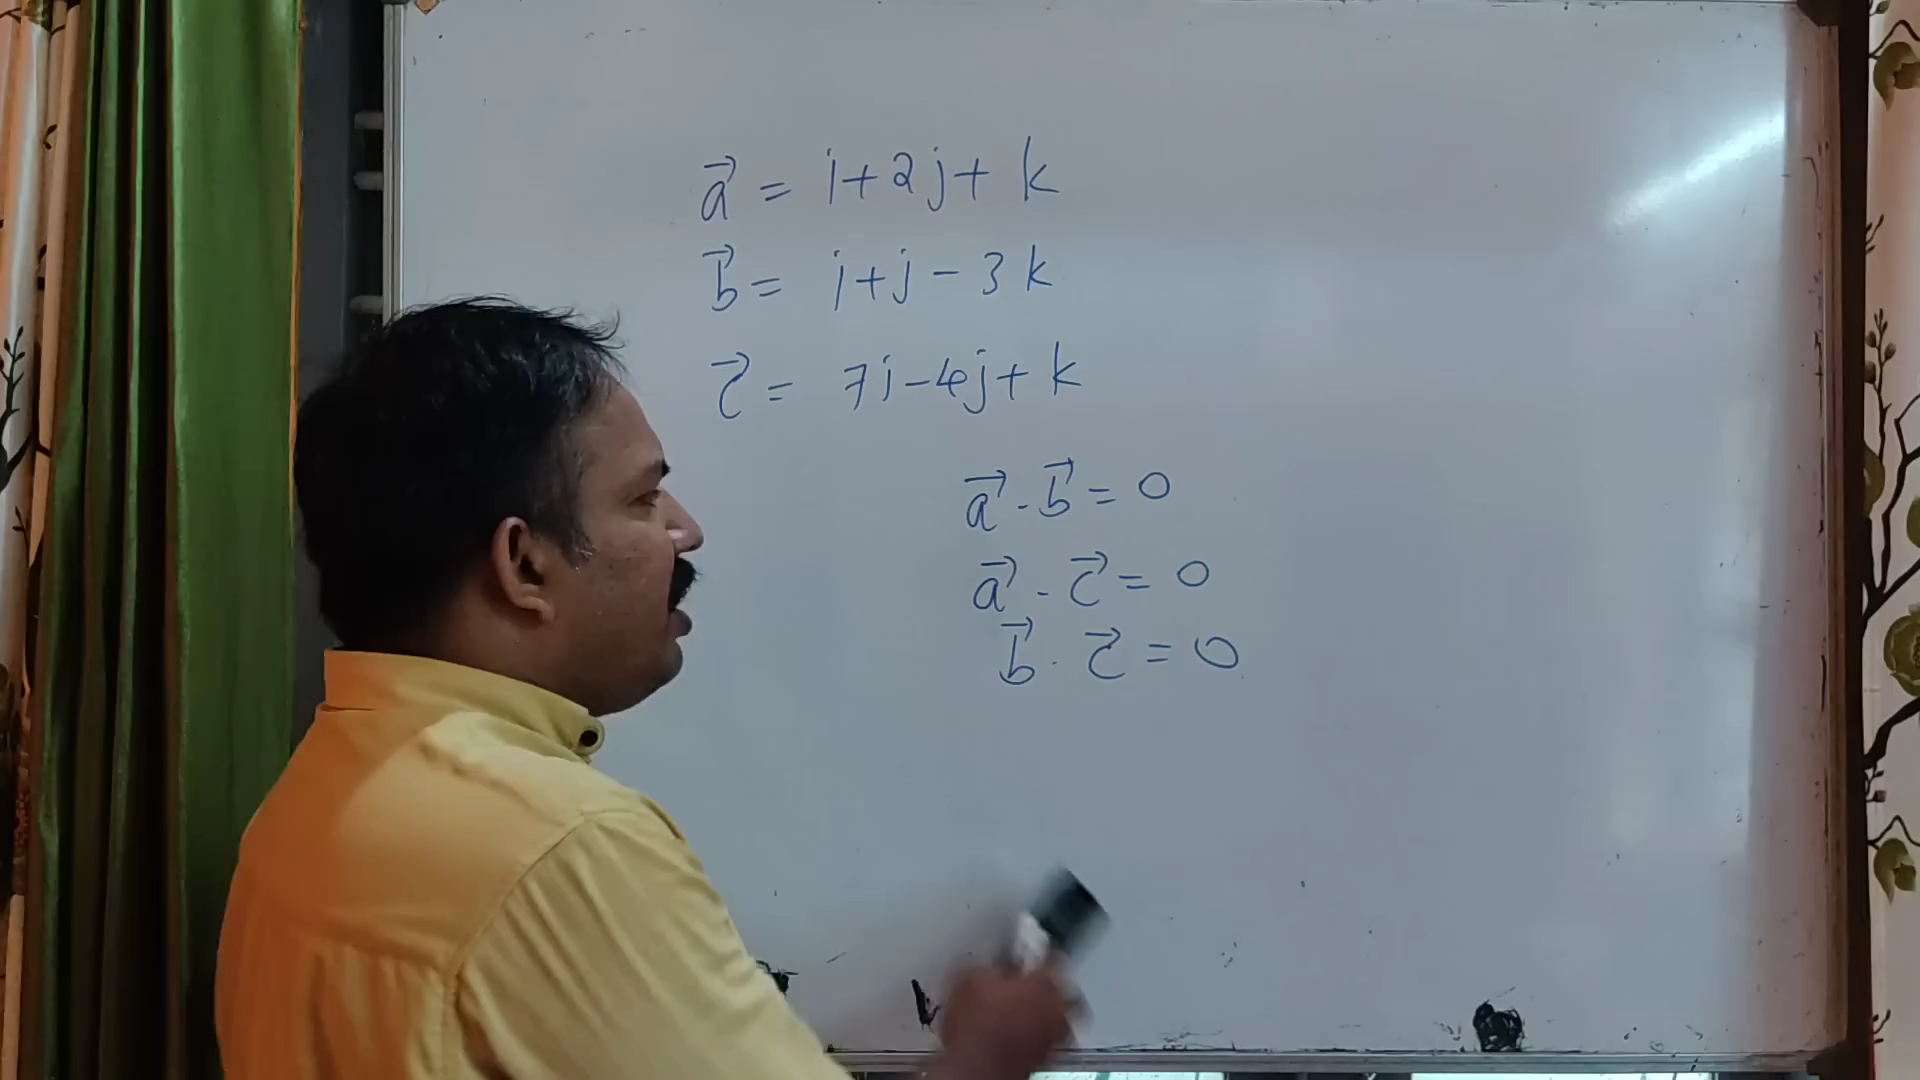 a⃗ = i+2j+ k
b⃗ = i+j - 3k
c⃗ = 7i-4j+ k
a⃗ . b⃗ = 0
a⃗ . c⃗ = 0
b⃗ . c⃗ = 0